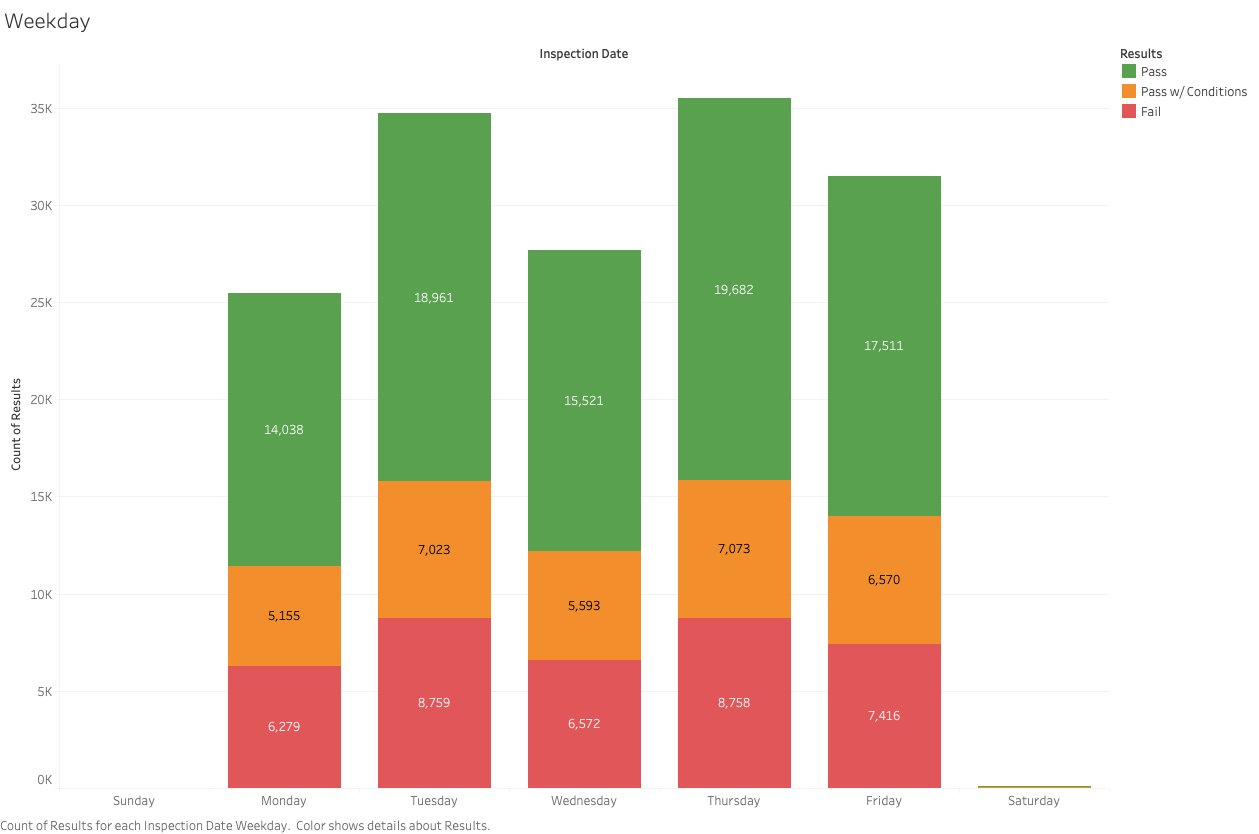 Weekday
Inspection Date
Results
Pass
Pass w/ Conditions
Fail
Count of Results
35K
30K
25K
20K
15K
10K
5K
0K
14,038
5,155
6,279
18,961
7,023
8,759
15,521
5,593
6,572
19,682
7,073
8,758
17,511
6,570
7,416
Sunday Monday Tuesday Wednesday Thursday Friday Saturday
Count of Results for each Inspection Date Weekday. Color shows details about Results.